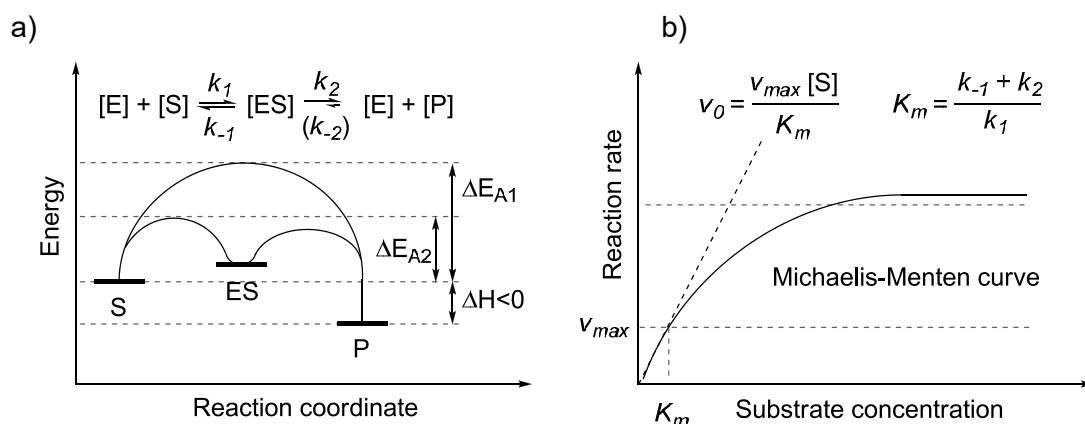 a)
k1 k2
[E] + [S] ⇌ [ES] ⇌ [E] + [P]
k-1 (k-2)
Energy
ΔEA1
ΔEA2
S
ES
ΔH<0
P
Reaction coordinate
b)
v0 = vmax [S] / Km
Km = k-1 + k2 / k1
Reaction rate
Michaelis-Menten curve
vmax
Km
Substrate concentration